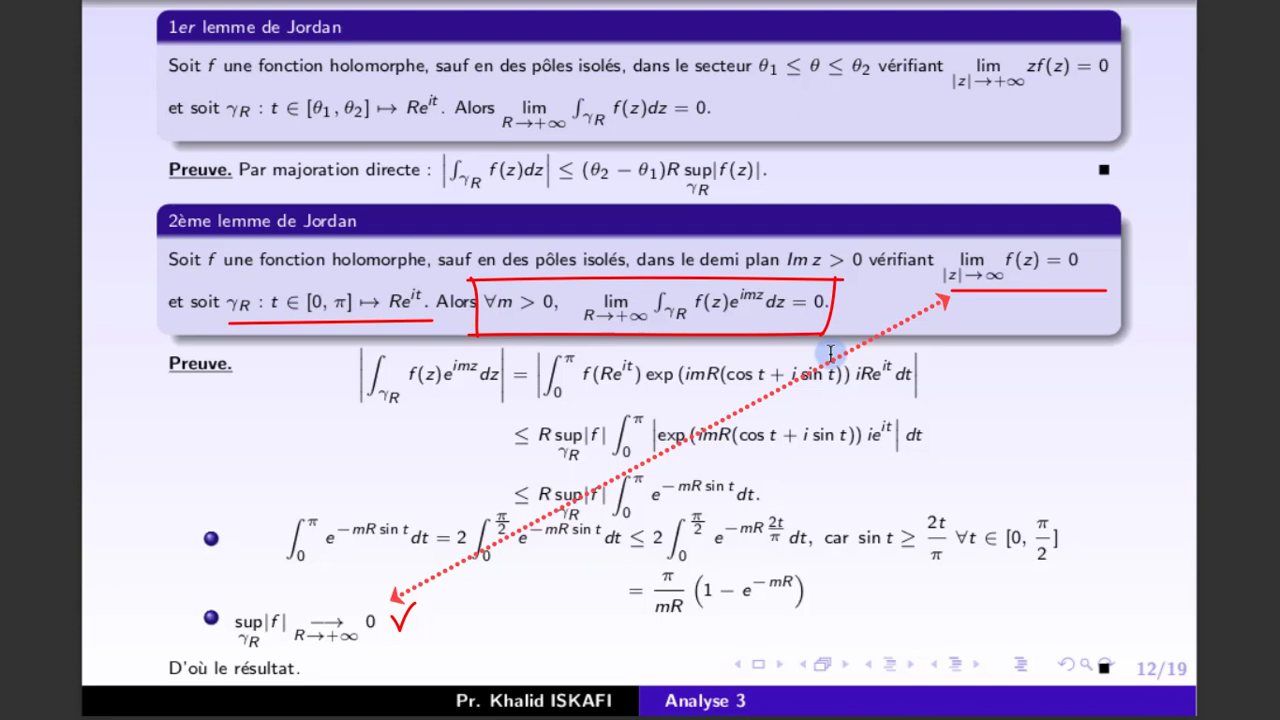 1er lemme de Jordan
Soit f une fonction holomorphe, sauf en des pôles isolés, dans le secteur θ₁ ≤ θ ≤ θ₂ vérifiant lim_{|z|→+∞} zf(z) = 0
et soit γ_R : t ∈ [θ₁, θ₂] ↦ Re^{it}. Alors lim_{R→+∞} ∫_{γ_R} f(z)dz = 0.
Preuve. Par majoration directe : |∫_{γ_R} f(z)dz| ≤ (θ₂ − θ₁)R sup_{γ_R}|f(z)|. ■
2ème lemme de Jordan
Soit f une fonction holomorphe, sauf en des pôles isolés, dans le demi plan Im z > 0 vérifiant lim_{|z|→∞} f(z) = 0
et soit γ_R : t ∈ [0, π] ↦ Re^{it}. Alors ∀m > 0, lim_{R→+∞} ∫_{γ_R} f(z)e^{imz}dz = 0.
Preuve. |∫_{γ_R} f(z)e^{imz}dz| = |∫_0^π f(Re^{it}) exp (imR(cos t + i sin t)) iRe^{it}dt|
≤ R sup_{γ_R}|f| ∫_0^π |exp (imR(cos t + i sin t)) ie^{it}| dt
≤ R sup_{γ_R}|f| ∫_0^π e^{−mR sin t}dt.
∫_0^π e^{−mR sin t}dt = 2 ∫_0^{π/2} e^{−mR sin t}dt ≤ 2 ∫_0^{π/2} e^{−mR 2t/π}dt, car sin t ≥ 2t/π ∀t ∈ [0, π/2]
= π/mR (1 − e^{−mR})
sup_{γ_R}|f| ⟶_{R→+∞} 0 ✓
D'où le résultat. ■
12/19
Pr. Khalid ISKAFI Analyse 3